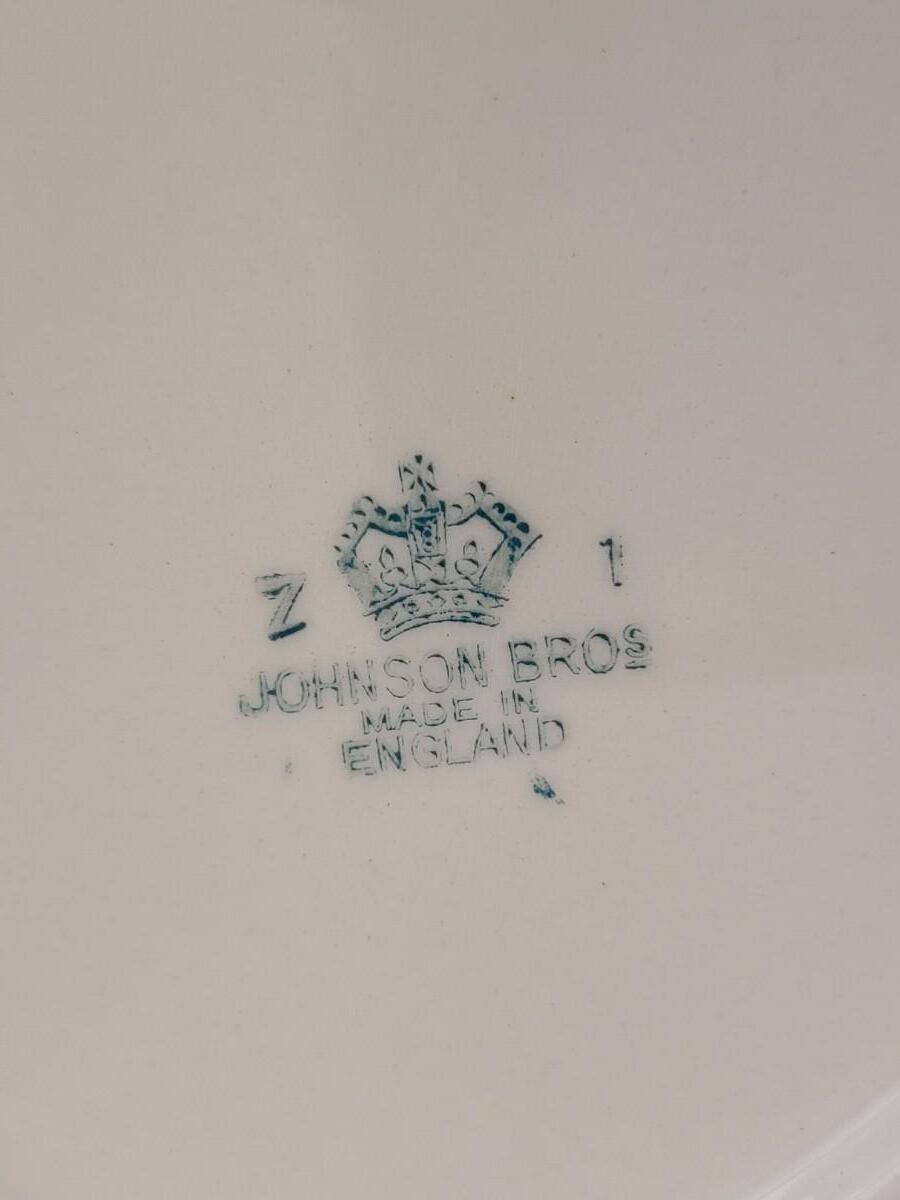 Z 1
JOHNSON BROS
MADE IN
ENGLAND